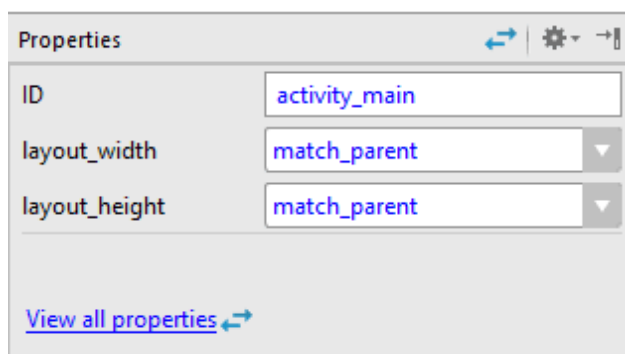 Properties
ID activity_main
layout_width match_parent
layout_height match_parent
View all properties